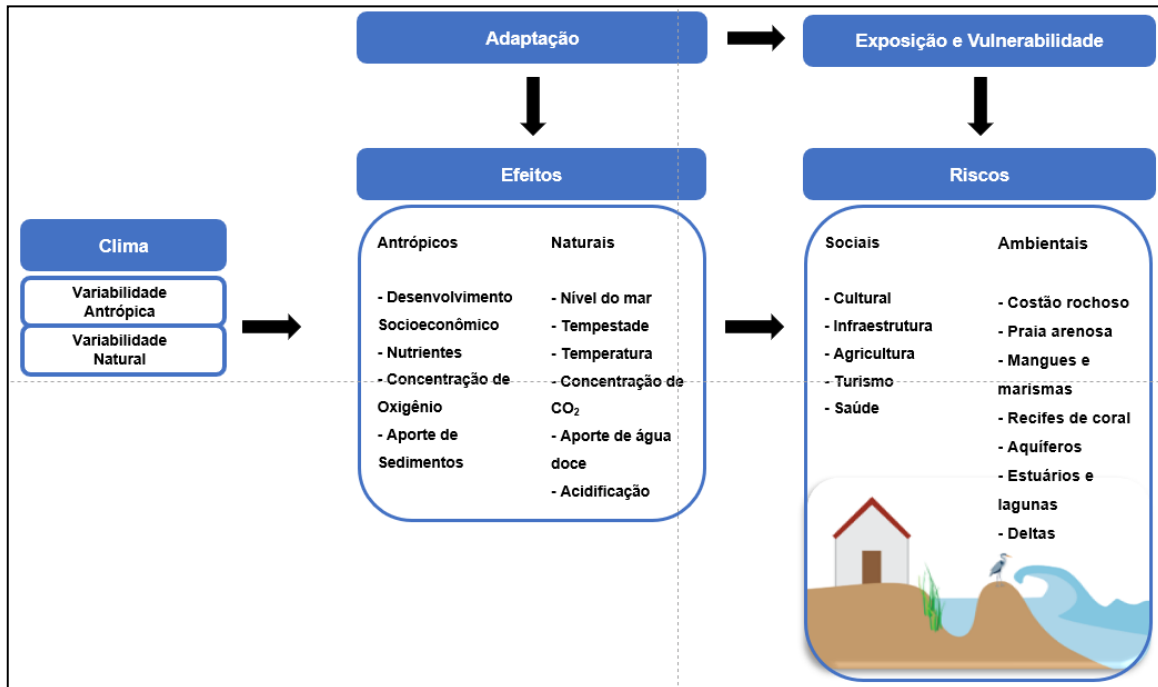 Adaptação
Exposição e Vulnerabilidade
Efeitos
Riscos
Clima
Variabilidade
Antrópica
Variabilidade
Natural
Antrópicos
- Desenvolvimento
Socioeconômico
- Nutrientes
- Concentração de
Oxigênio
- Aporte de
Sedimentos
Naturais
- Nível do mar
- Tempestade
- Temperatura
- Concentração de
CO₂
- Aporte de água
doce
- Acidificação
Sociais
- Cultural
- Infraestrutura
- Agricultura
- Turismo
- Saúde
Ambientais
- Costão rochoso
- Praia arenosa
- Mangues e
marismas
- Recifes de coral
- Aquíferos
- Estuários e
lagunas
- Deltas